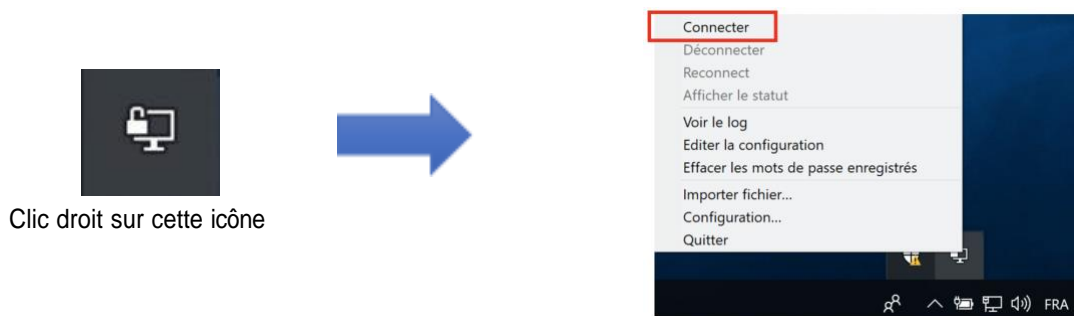 Clic droit sur cette icône
Connecter
Déconnecter
Reconnect
Afficher le statut
Voir le log
Editer la configuration
Effacer les mots de passe enregistrés
Importer fichier...
Configuration...
Quitter
FRA